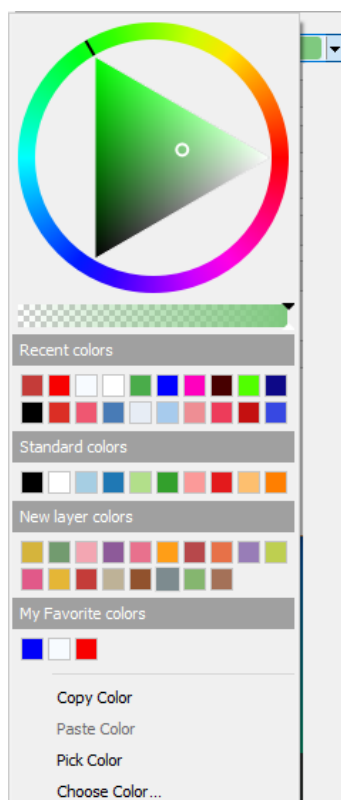 Recent colors
Standard colors
New layer colors
My Favorite colors
Copy Color
Paste Color
Pick Color
Choose Color...